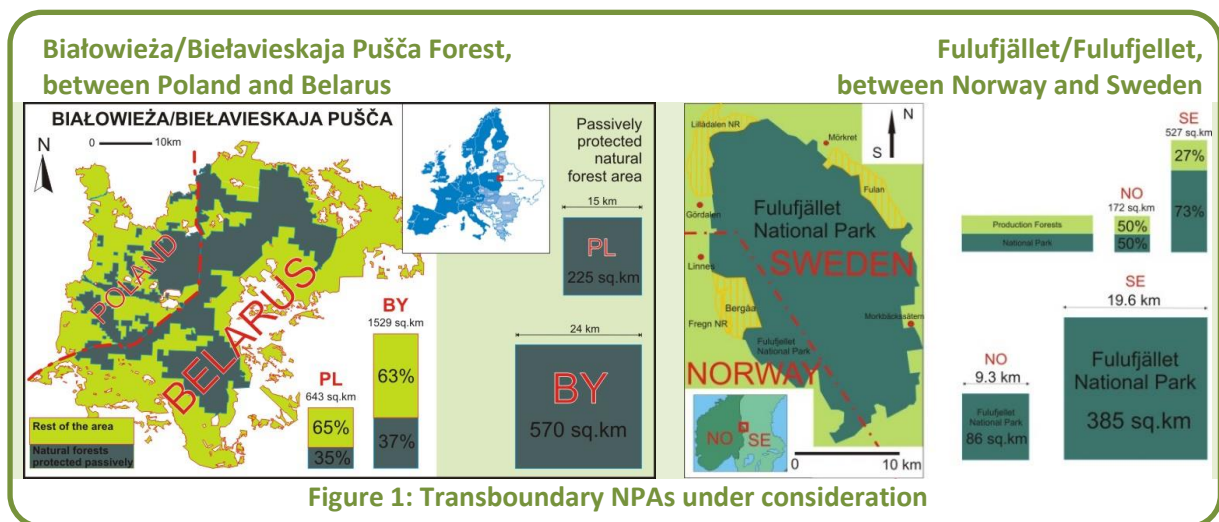 Białowieża/Biełavieskaja Pušča Forest,
between Poland and Belarus
Fulufjället/Fulufjellet,
between Norway and Sweden
BIAŁOWIEŻA/BIEŁAVIESKAJA PUŠČA
0 10km
N
POLAND
BELARUS
PL
643 sq.km
65%
35%
BY
1529 sq.km
63%
37%
Rest of the area
Natural forests
protected passively
Passively
protected
natural
forest area
15 km
PL
225 sq.km
24 km
BY
570 sq.km
Lillådalen NR
Mörkret
N
S
Fulan
Gördalen
Fulufjället
National Park
SWEDEN
Linnes
Bergåa
Fregn NR
Morkbäckssätern
Fulufjellet
National Park
NORWAY
NO
SE
0 10 km
SE
527 sq.km
27%
73%
NO
172 sq.km
50%
50%
Production Forests
National Park
SE
19.6 km
Fulufjället
National Park
385 sq.km
NO
9.3 km
Fulufjellet
National Park
86 sq.km
Figure 1: Transboundary NPAs under consideration